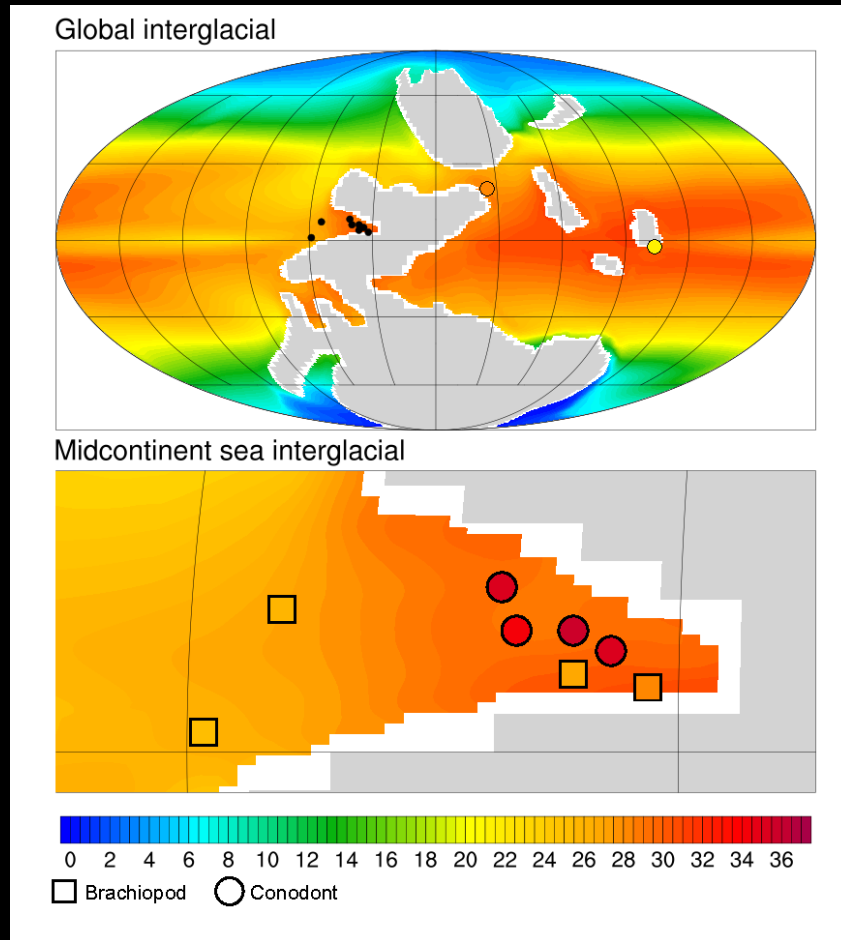 Global interglacial
Midcontinent sea interglacial
0 2 4 6 8 10 12 14 16 18 20 22 24 26 28 30 32 34 36
Brachiopod Conodont